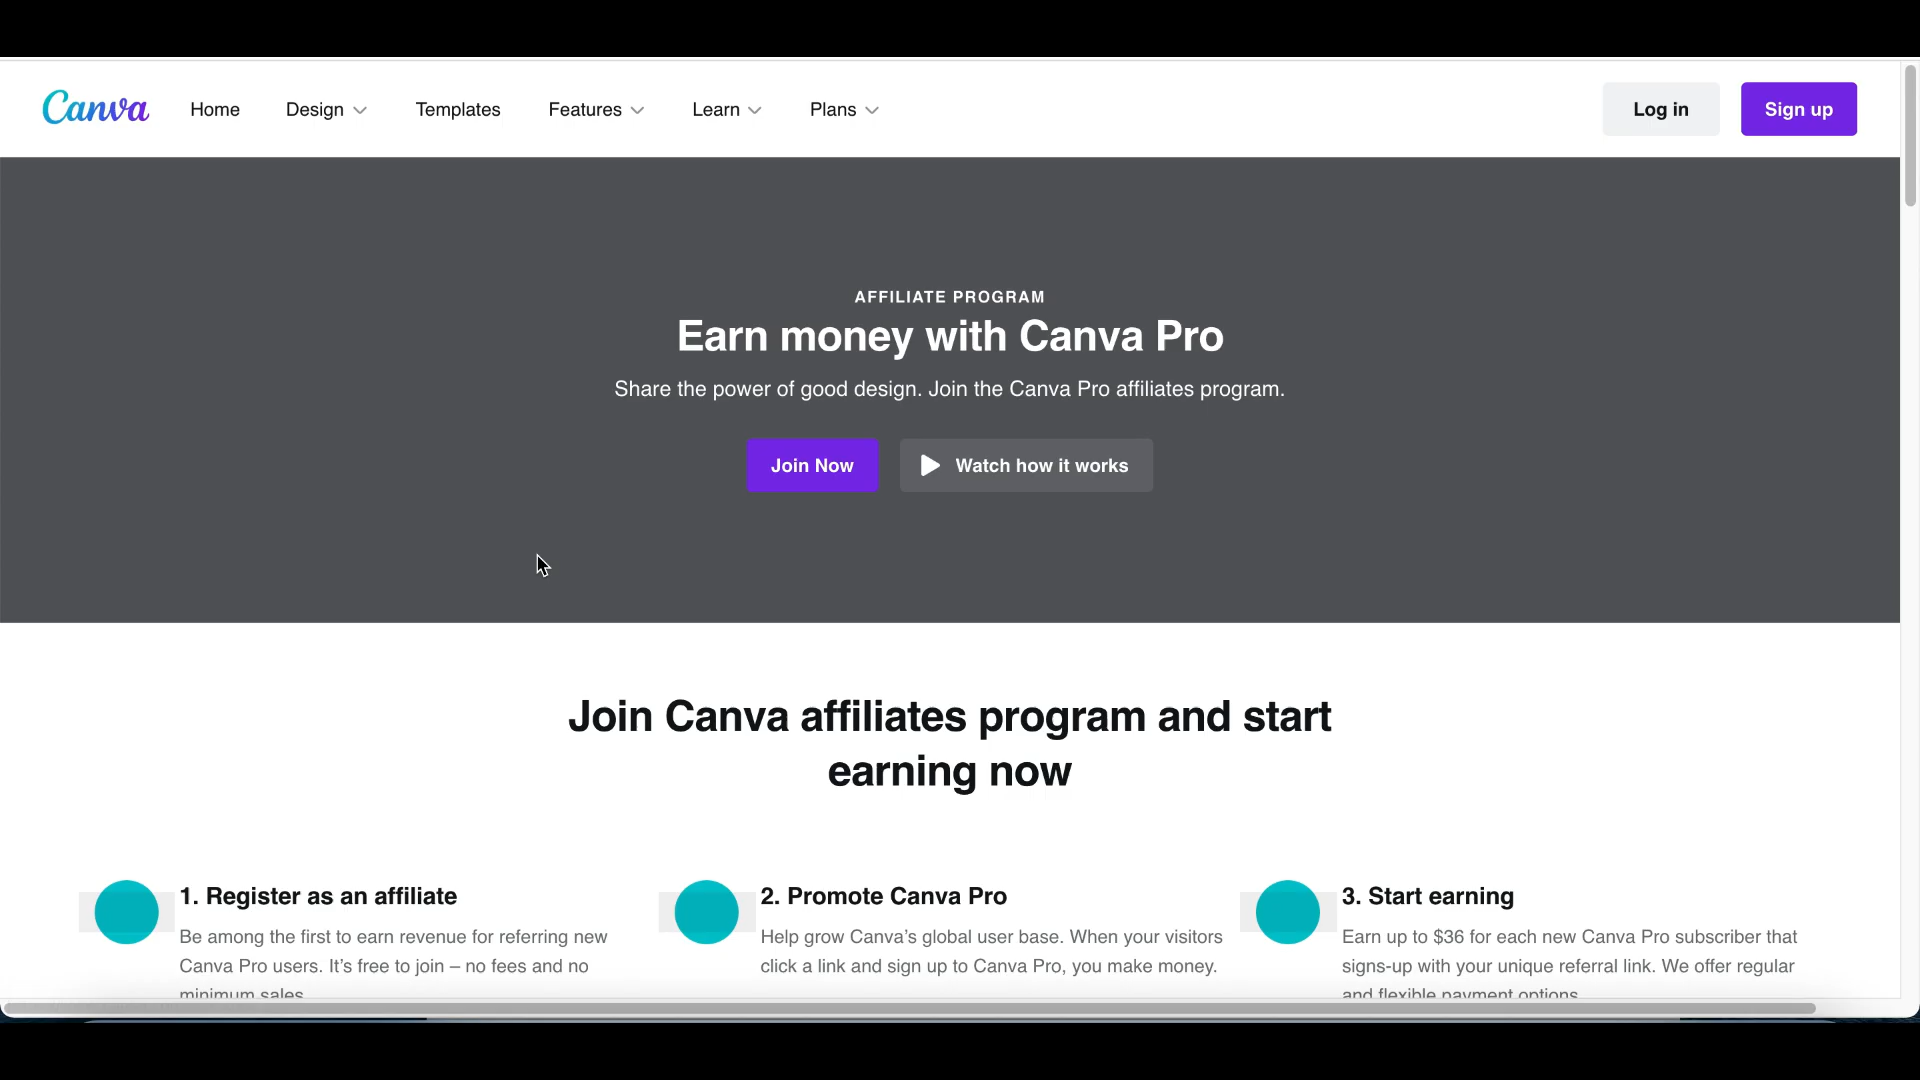 Canva Home Design Templates Features Learn Plans Log in Sign up
AFFILIATE PROGRAM
Earn money with Canva Pro
Share the power of good design. Join the Canva Pro affiliates program.
Join Now Watch how it works
Join Canva affiliates program and start
earning now
1. Register as an affiliate
Be among the first to earn revenue for referring new
Canva Pro users. It’s free to join – no fees and no
minimum sales
2. Promote Canva Pro
Help grow Canva’s global user base. When your visitors
click a link and sign up to Canva Pro, you make money.
3. Start earning
Earn up to $36 for each new Canva Pro subscriber that
signs-up with your unique referral link. We offer regular
and flexible payment options